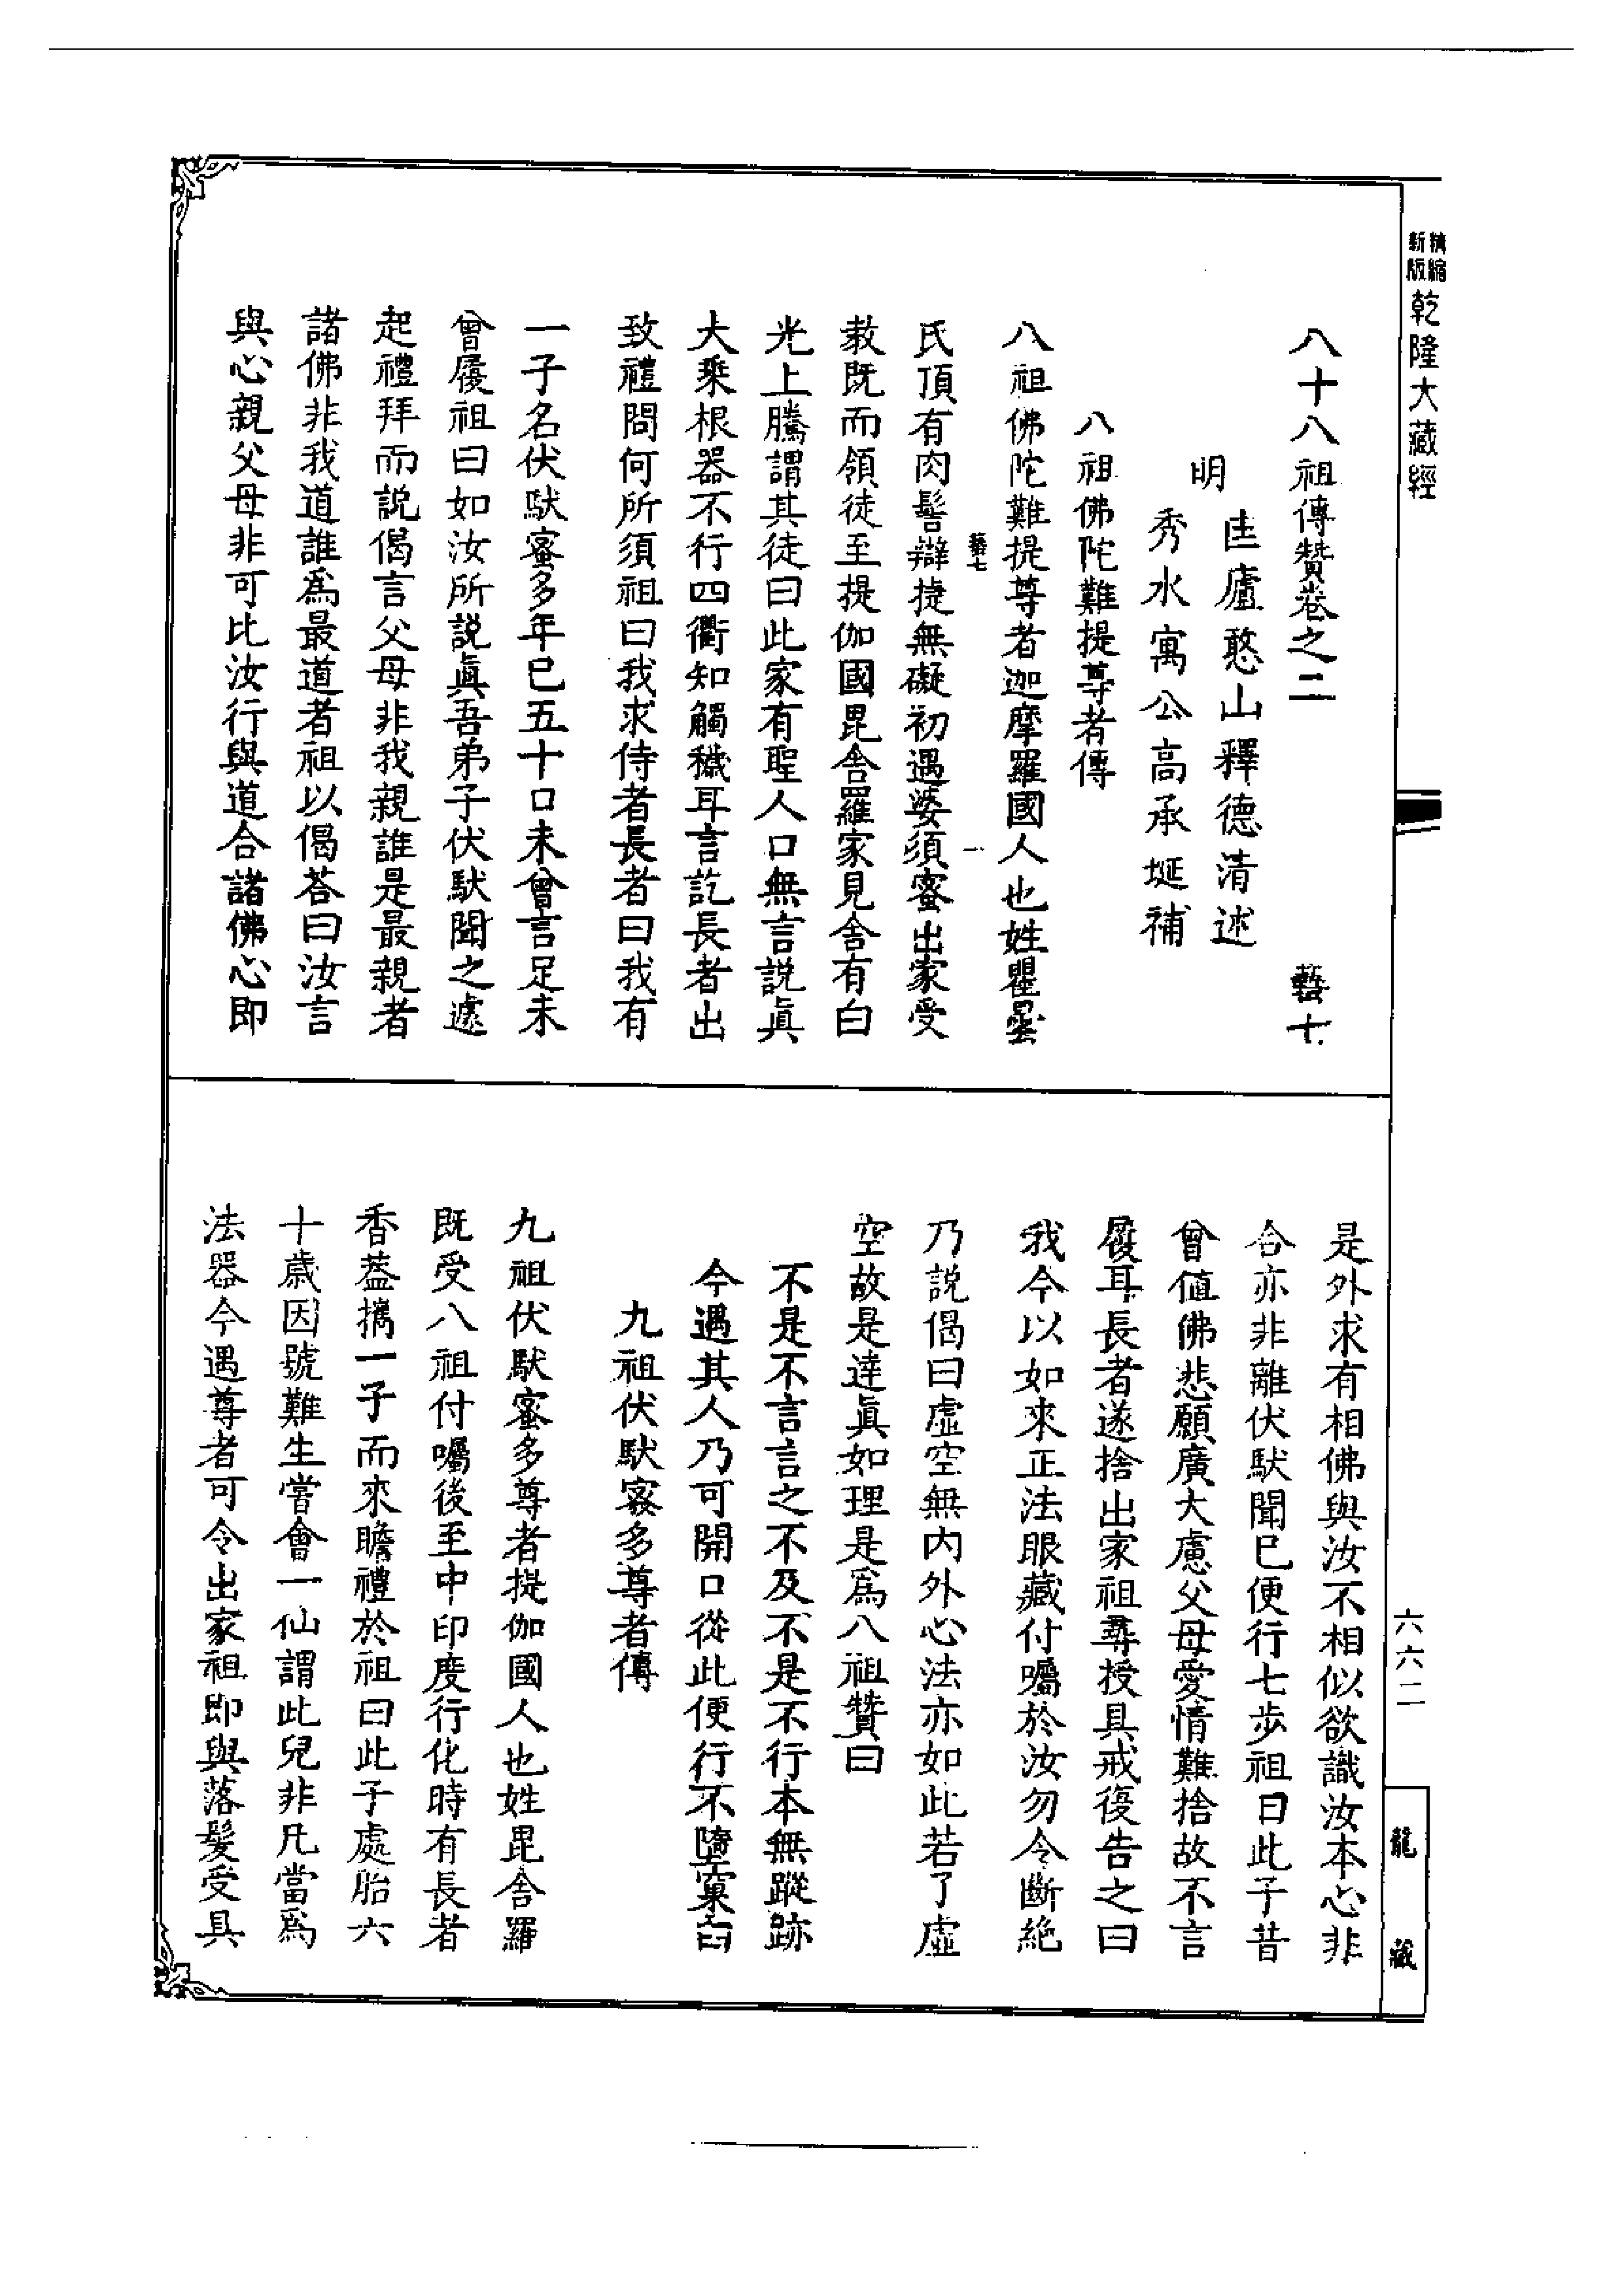 精縮新版乾隆大藏經
八十八祖傳贊卷之二 藝七
明
匡廬憨山釋德清述
秀水寓公高承埏補
八祖佛陀難提尊者傳
八祖佛陀難提尊者迦摩羅國人也姓瞿曇
藝七 一
氏頂有肉髻辯捷無礙初遇婆須蜜出家受
教既而領徒至提伽國毘舍羅家見舍有白
光上騰謂其徒曰此家有聖人口無言說眞
大乗根器不行四衢知觸穢耳言訖長者出
致禮問何所須祖曰我求侍者長者曰我有
一子名伏馱蜜多年已五十口未曾言足未
曾履祖曰如汝所說眞吾弟子伏馱聞之遽
起禮拜而說偈言父母非我親誰是最親者
諸佛非我道誰爲最道者祖以偈荅曰汝言
與心親父母非可比汝行與道合諸佛心即
是外求有相佛與汝不相似欲識汝本心非
合亦非離伏馱聞已便行七步祖曰此子昔
曾值佛悲願廣大慮父母愛情難捨故不言
履耳長者遂捨出家祖尋授具戒復告之曰
我今以如來正法眼藏付囑於汝勿令斷絕
乃說偈曰虛空無内外心法亦如此若了虛
空故是達眞如理是爲八祖贊曰
不是不言言之不及不是不行本無蹤跡
今遇其人乃可開口從此便行不墮窠臼
九祖伏馱密多尊者傳
九祖伏馱蜜多尊者提伽國人也姓毘舍羅
既受八祖付囑後至中印度行化時有長者
香葢攜一子而來瞻禮於祖曰此子處胎六
十歲因號難生嘗會一仙謂此兒非凡當爲
法器今遇尊者可令出家祖即與落髮受具
六六二
龍藏